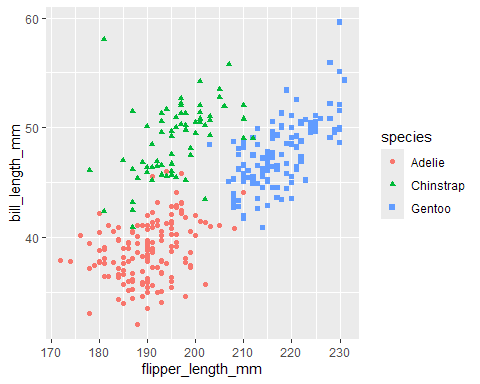 60
50
40
bill_length_mm
170 180 190 200 210 220 230
flipper_length_mm
species
Adelie
Chinstrap
Gentoo